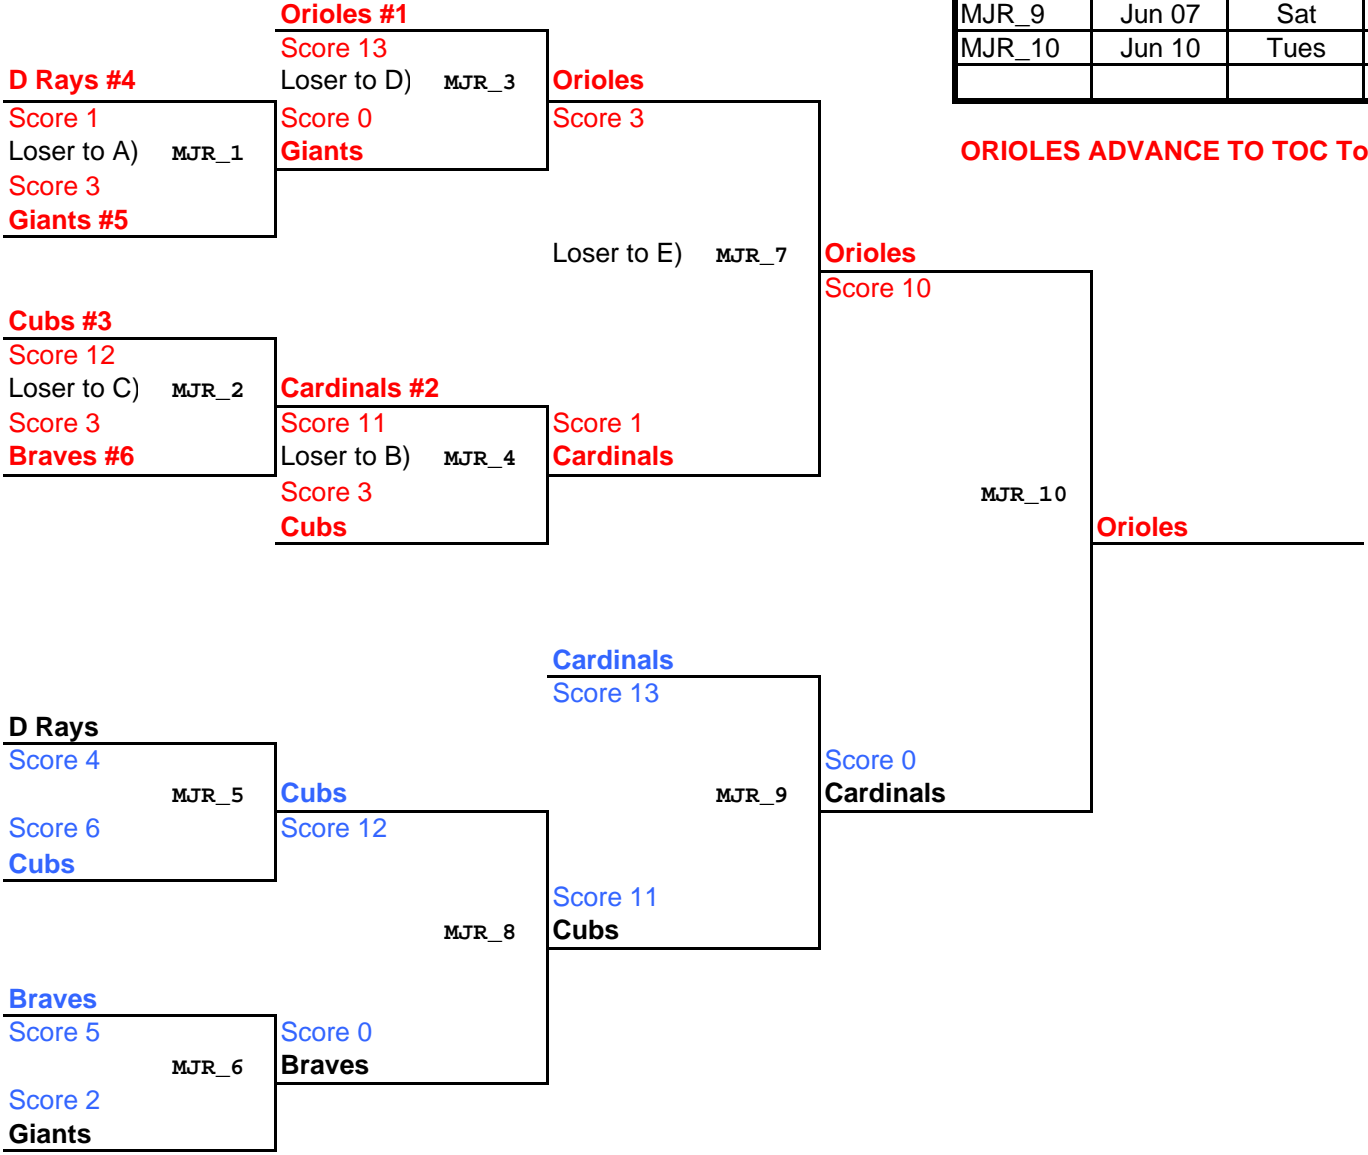 Orioles #1
MJR_9 Jun 07 Sat
Score 13
MJR_10 Jun 10 Tues
D Rays #4
Loser to D) MJR_3
Orioles
Score 1
Score 0
Score 3
Loser to A) MJR_1
Giants
ORIOLES ADVANCE TO TOC To
Score 3
Giants #5
Loser to E) MJR_7
Orioles
Score 10
Cubs #3
Score 12
Loser to C) MJR_2
Cardinals #2
Score 3
Score 11
Score 1
Braves #6
Loser to B) MJR_4
Cardinals
Score 3
MJR_10
Cubs
Orioles
Cardinals
Score 13
D Rays
Score 4
Score 0
MJR_5
Cubs
MJR_9
Cardinals
Score 6
Score 12
Cubs
Score 11
MJR_8
Cubs
Braves
Score 5
Score 0
MJR_6
Braves
Score 2
Giants